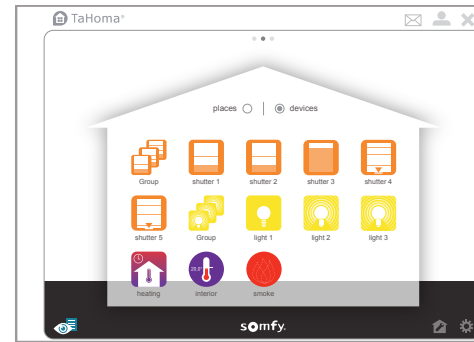 TaHoma®
places devices
Group shutter 1 shutter 2 shutter 3 shutter 4
shutter 5 Group light 1 light 2 light 3
heating interior smoke
somfy.